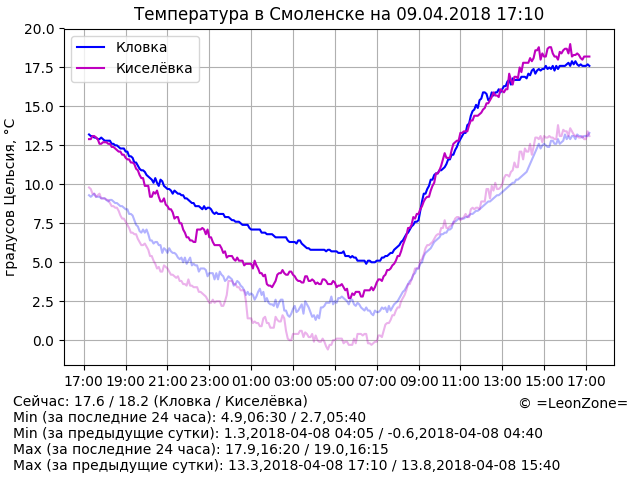 Температура в Смоленске на 09.04.2018 17:10
градусов Цельсия, °C
20.0
17.5
15.0
12.5
10.0
7.5
5.0
2.5
0.0
Кловка
Киселёвка
17:00 19:00 21:00 23:00 01:00 03:00 05:00 07:00 09:00 11:00 13:00 15:00 17:00
Сейчас: 17.6 / 18.2 (Кловка / Киселёвка)
© =LeonZone=
Min (за последние 24 часа): 4.9,06:30 / 2.7,05:40
Min (за предыдущие сутки): 1.3,2018-04-08 04:05 / -0.6,2018-04-08 04:40
Max (за последние 24 часа): 17.9,16:20 / 19.0,16:15
Max (за предыдущие сутки): 13.3,2018-04-08 17:10 / 13.8,2018-04-08 15:40